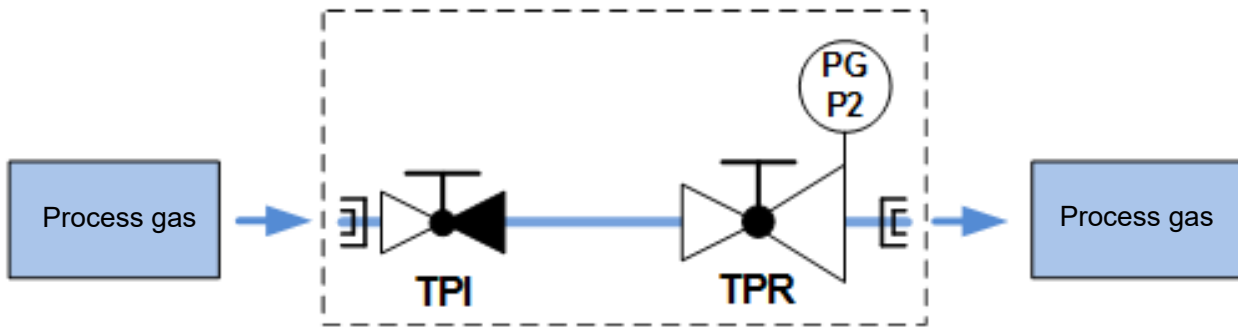 PG
P2
Process gas
Process gas
TPI
TPR